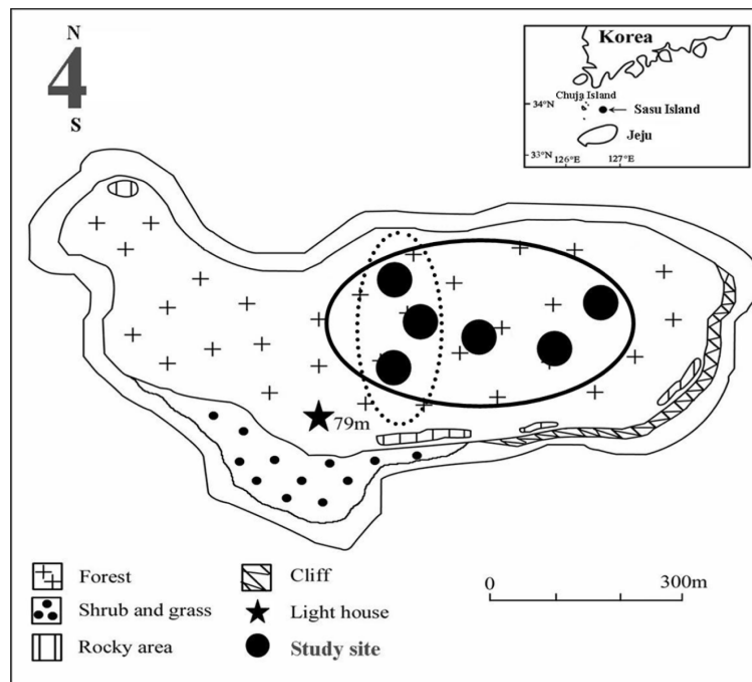 N
4
S
Korea
Chuja Island
34°N
Sasu Island
Jeju
33°N
126°E
127°E
79m
Forest
Shrub and grass
Rocky area
Cliff
Light house
Study site
0
300m